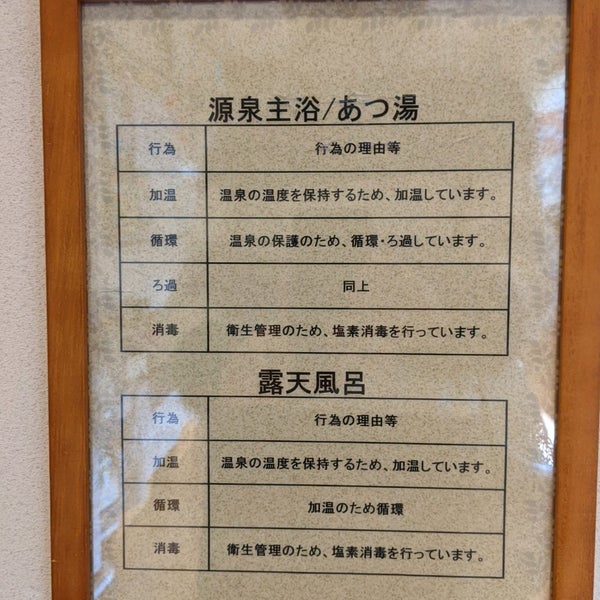 源泉主浴/あつ湯
行為 行為の理由等
加温 温泉の温度を保持するため、加温しています。
循環 温泉の保護のため、循環・ろ過しています。
ろ過 同上
消毒 衛生管理のため、塩素消毒を行っています。
露天風呂
行為 行為の理由等
加温 温泉の温度を保持するため、加温しています。
循環 加温のため循環
消毒 衛生管理のため、塩素消毒を行っています。